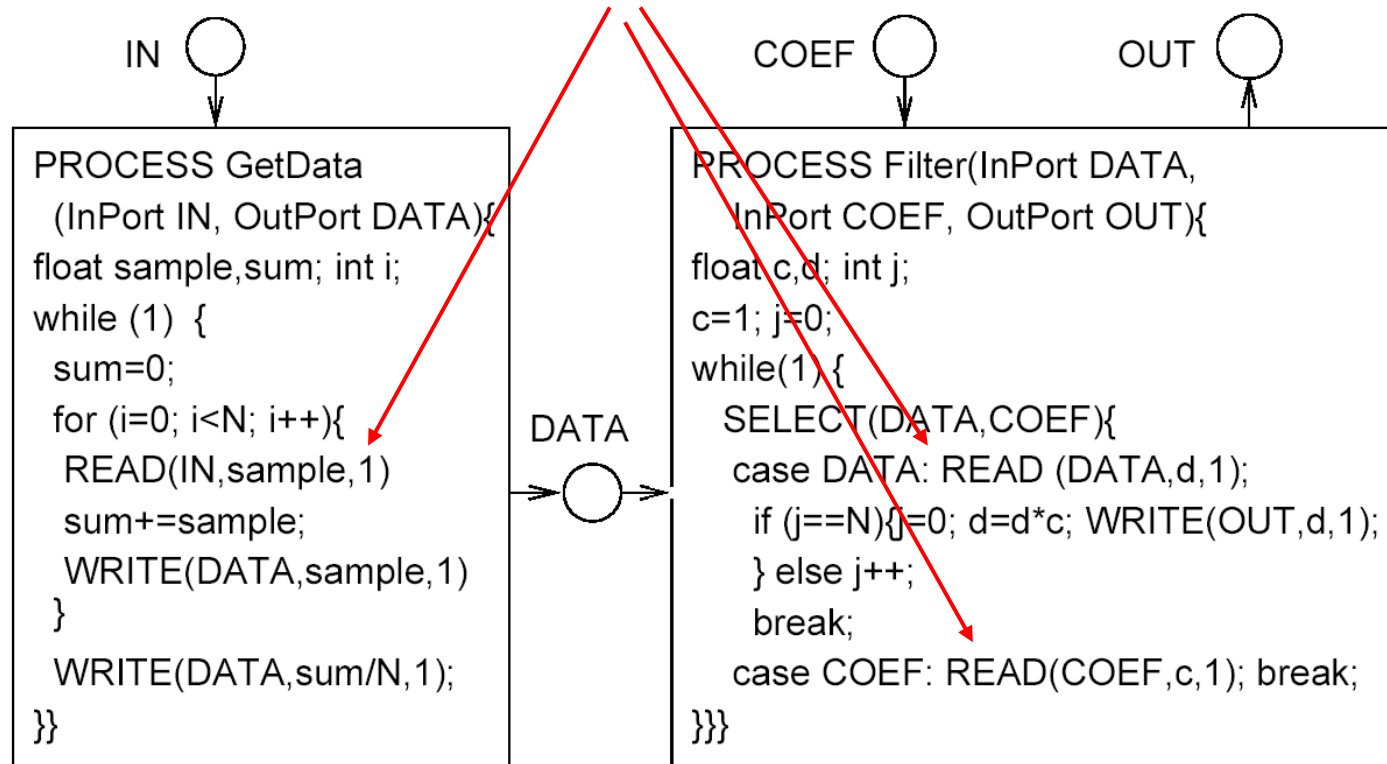 IN
COEF
OUT
PROCESS GetData
(InPort IN, OutPort DATA){
float sample,sum; int i;
while (1) {
sum=0;
for (i=0; i<N; i++){
READ(IN,sample,1)
sum+=sample;
WRITE(DATA,sample,1)
}
WRITE(DATA,sum/N,1);
}}
DATA
PROCESS Filter(InPort DATA,
InPort COEF, OutPort OUT){
float c,d; int j;
c=1; j=0;
while(1) {
SELECT(DATA,COEF){
case DATA: READ (DATA,d,1);
if (j==N){j=0; d=d*c; WRITE(OUT,d,1);
} else j++;
break;
case COEF: READ(COEF,c,1); break;
}}}